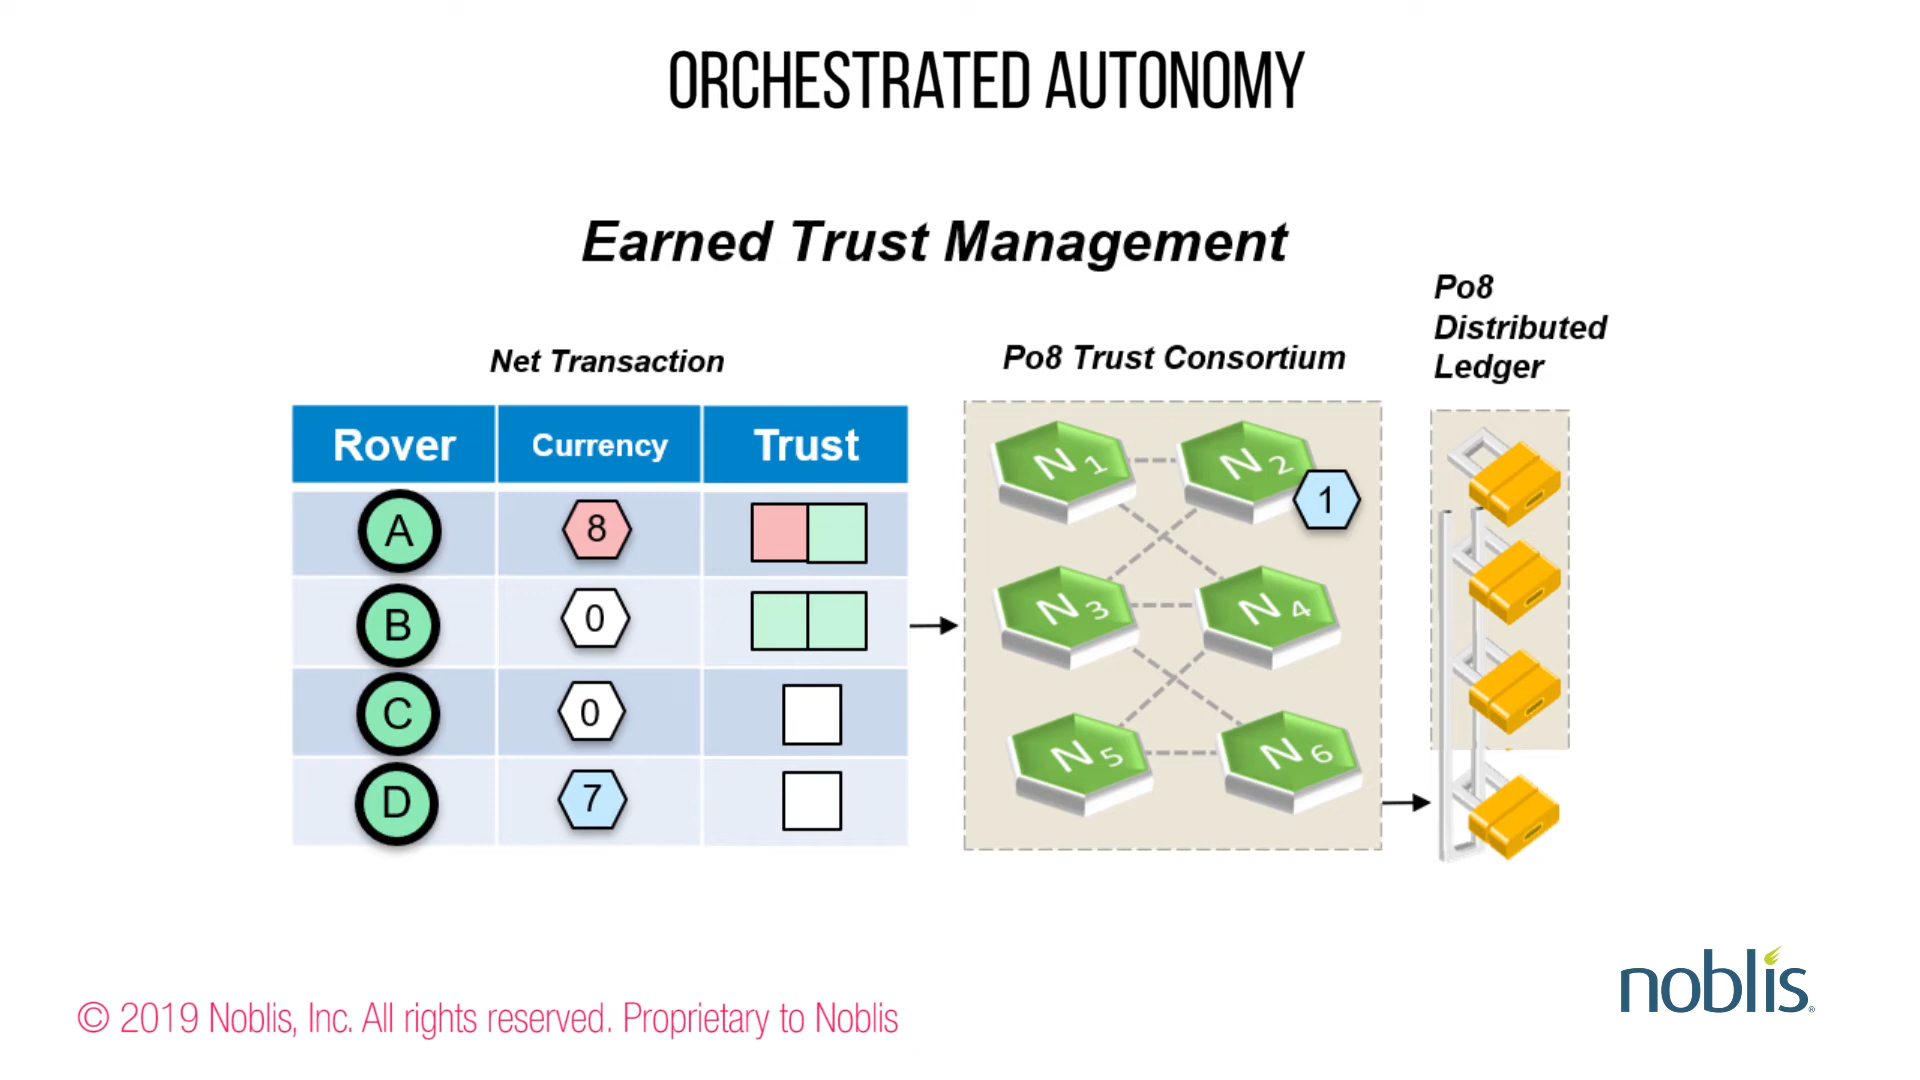 ORCHESTRATED AUTONOMY
Earned Trust Management
Net Transaction
Rover Currency Trust
A 8
B 0
C 0
D 7
Po8 Trust Consortium
N1 N2
1
N3 N4
N5 N6
Po8
Distributed
Ledger
© 2019 Noblis, Inc. All rights reserved. Proprietary to Noblis
noblis®